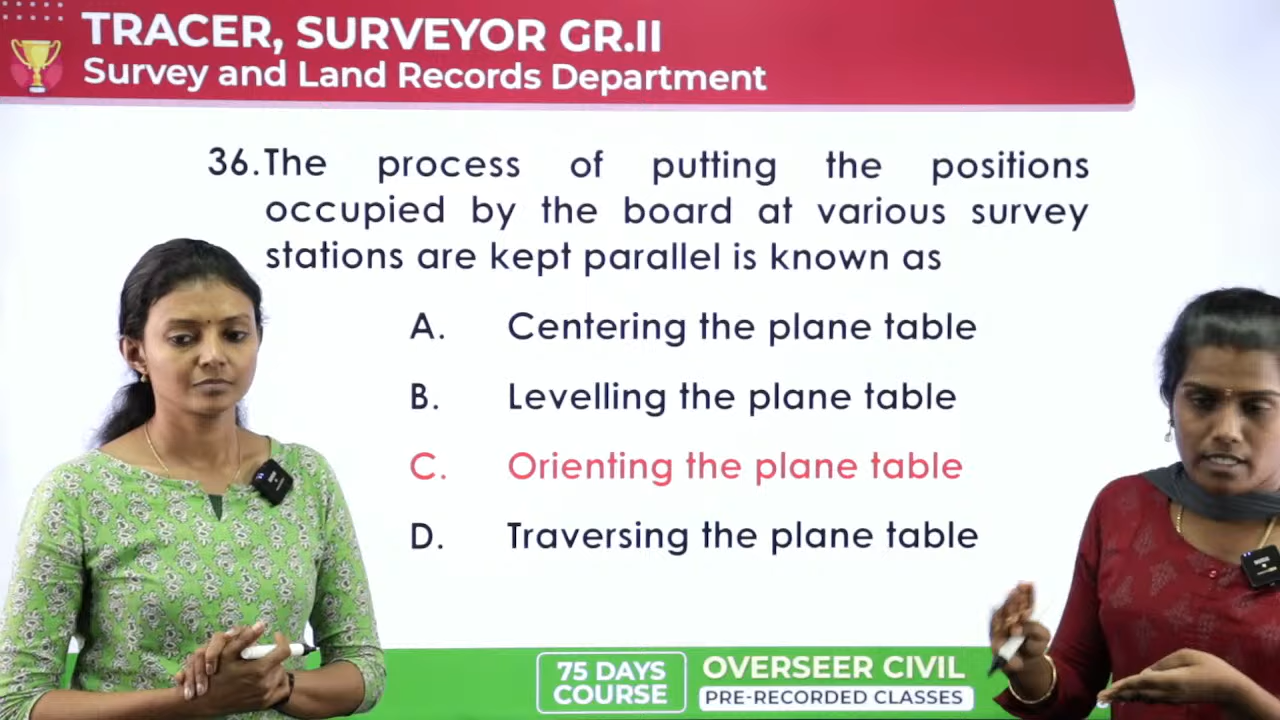 TRACER, SURVEYOR GR.II
Survey and Land Records Department
36. The process of putting the positions
occupied by the board at various survey
stations are kept parallel is known as
A. Centering the plane table
B. Levelling the plane table
C. Orienting the plane table
D. Traversing the plane table
75 DAYS
COURSE
OVERSEER CIVIL
PRE-RECORDED CLASSES